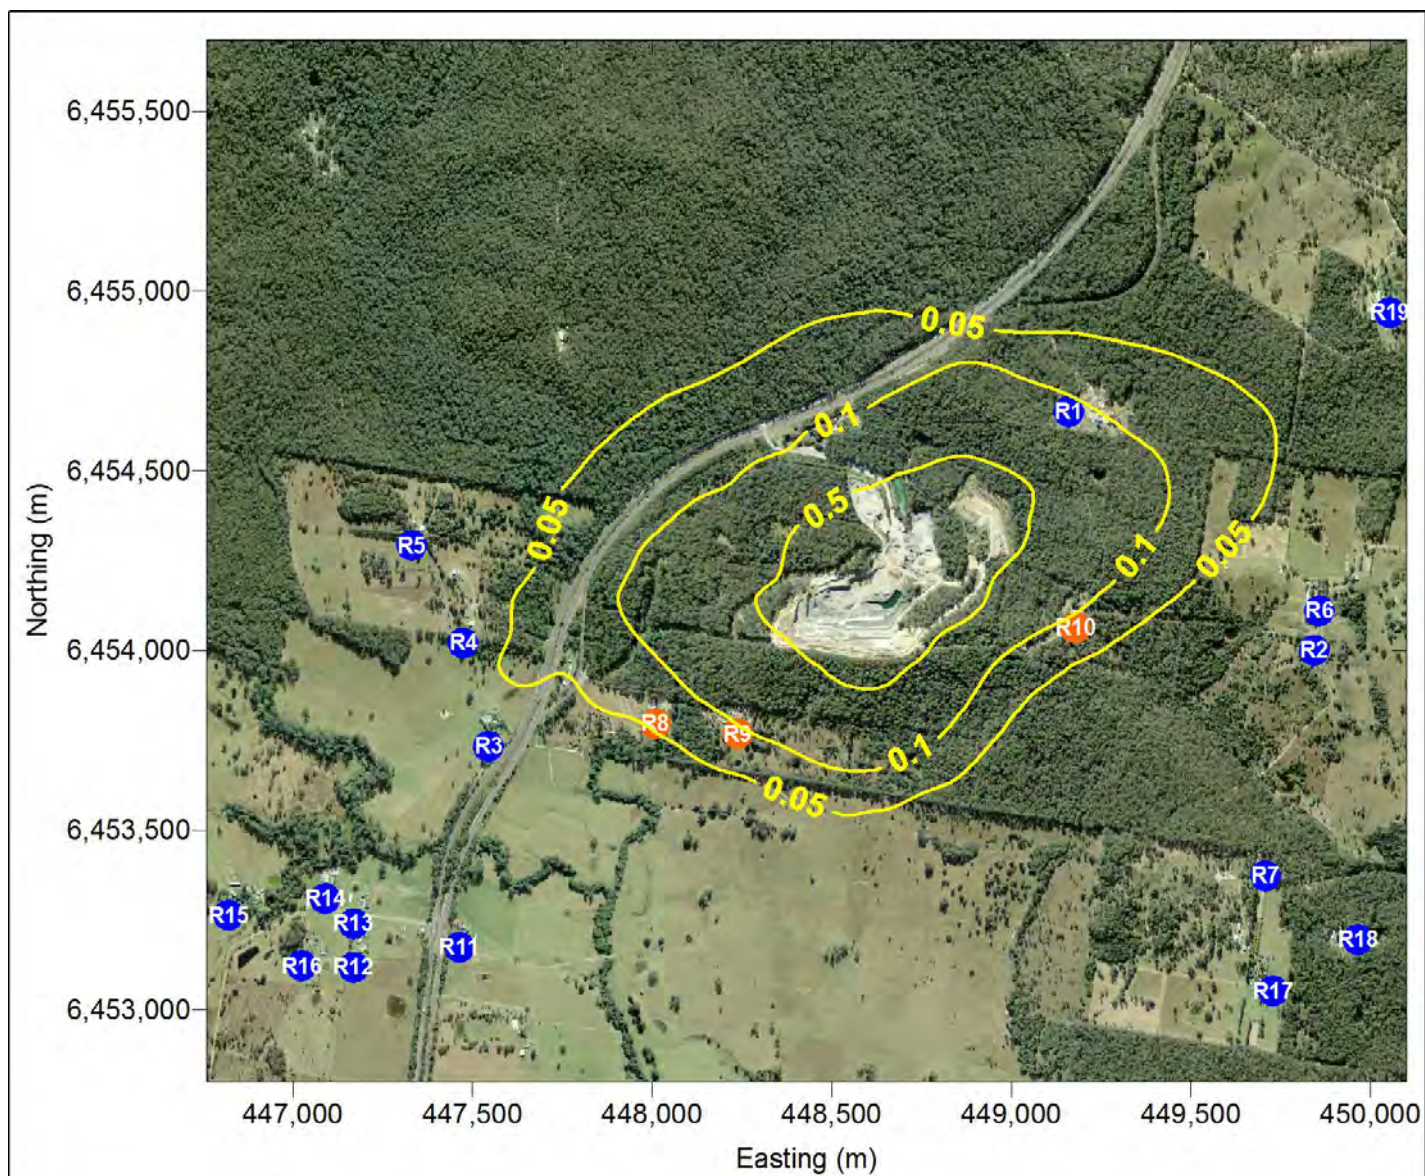 6,455,500
6,455,000
R19
0.05
R1
0.1
6,454,500
0.5
0.05
R5
0.1
0.05
R6
R10
R4
6,454,000
R2
R8
R9
R3
0.1
0.05
6,453,500
R7
R14
R15
R13
R18
R11
R16
R12
R17
6,453,000
Northing (m)
447,000
447,500
448,000
448,500
449,000
449,500
450,000
Easting (m)